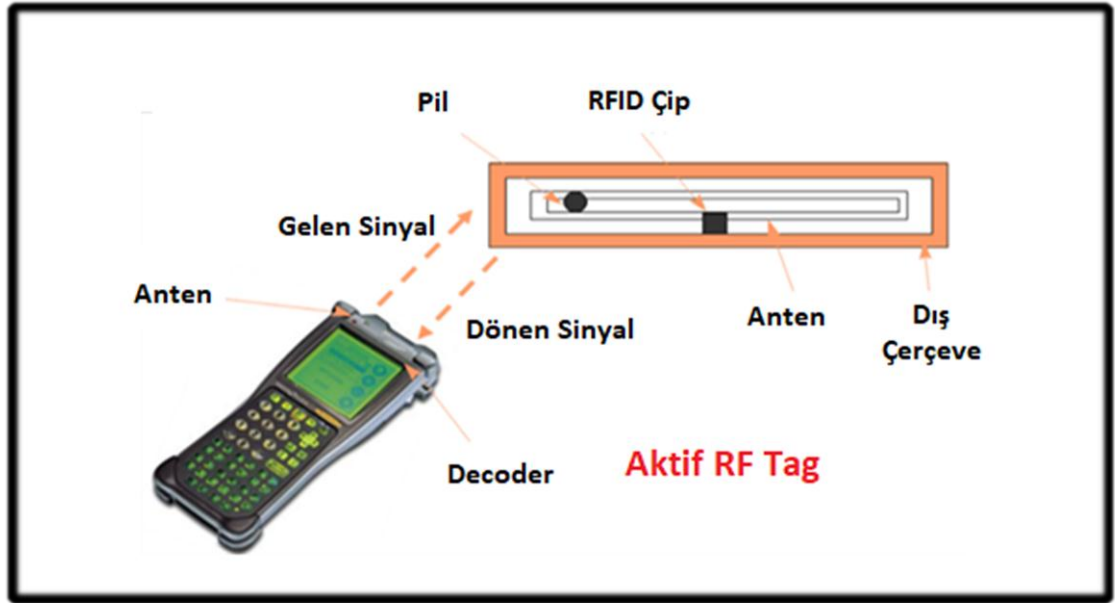 Pil
RFID Çip
Gelen Sinyal
Anten
Dönen Sinyal
Anten
Dış
Çerçeve
Decoder
Aktif RF Tag